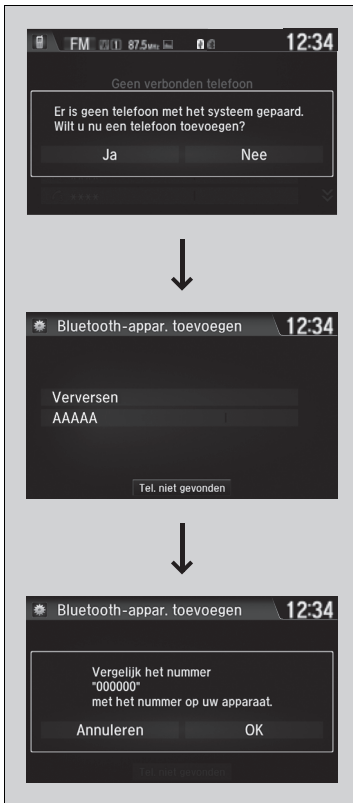 FM 87.5MHz 12:34
Geen verbonden telefoon
Er is geen telefoon met het systeem gepaard.
Wilt u nu een telefoon toevoegen?
Ja Nee
Bluetooth-appar. toevoegen 12:34
Verversen
AAAAA
Tel. niet gevonden
Bluetooth-appar. toevoegen 12:34
Vergelijk het nummer
"000000"
met het nummer op uw apparaat.
Annuleren OK
Tel. niet gevonden